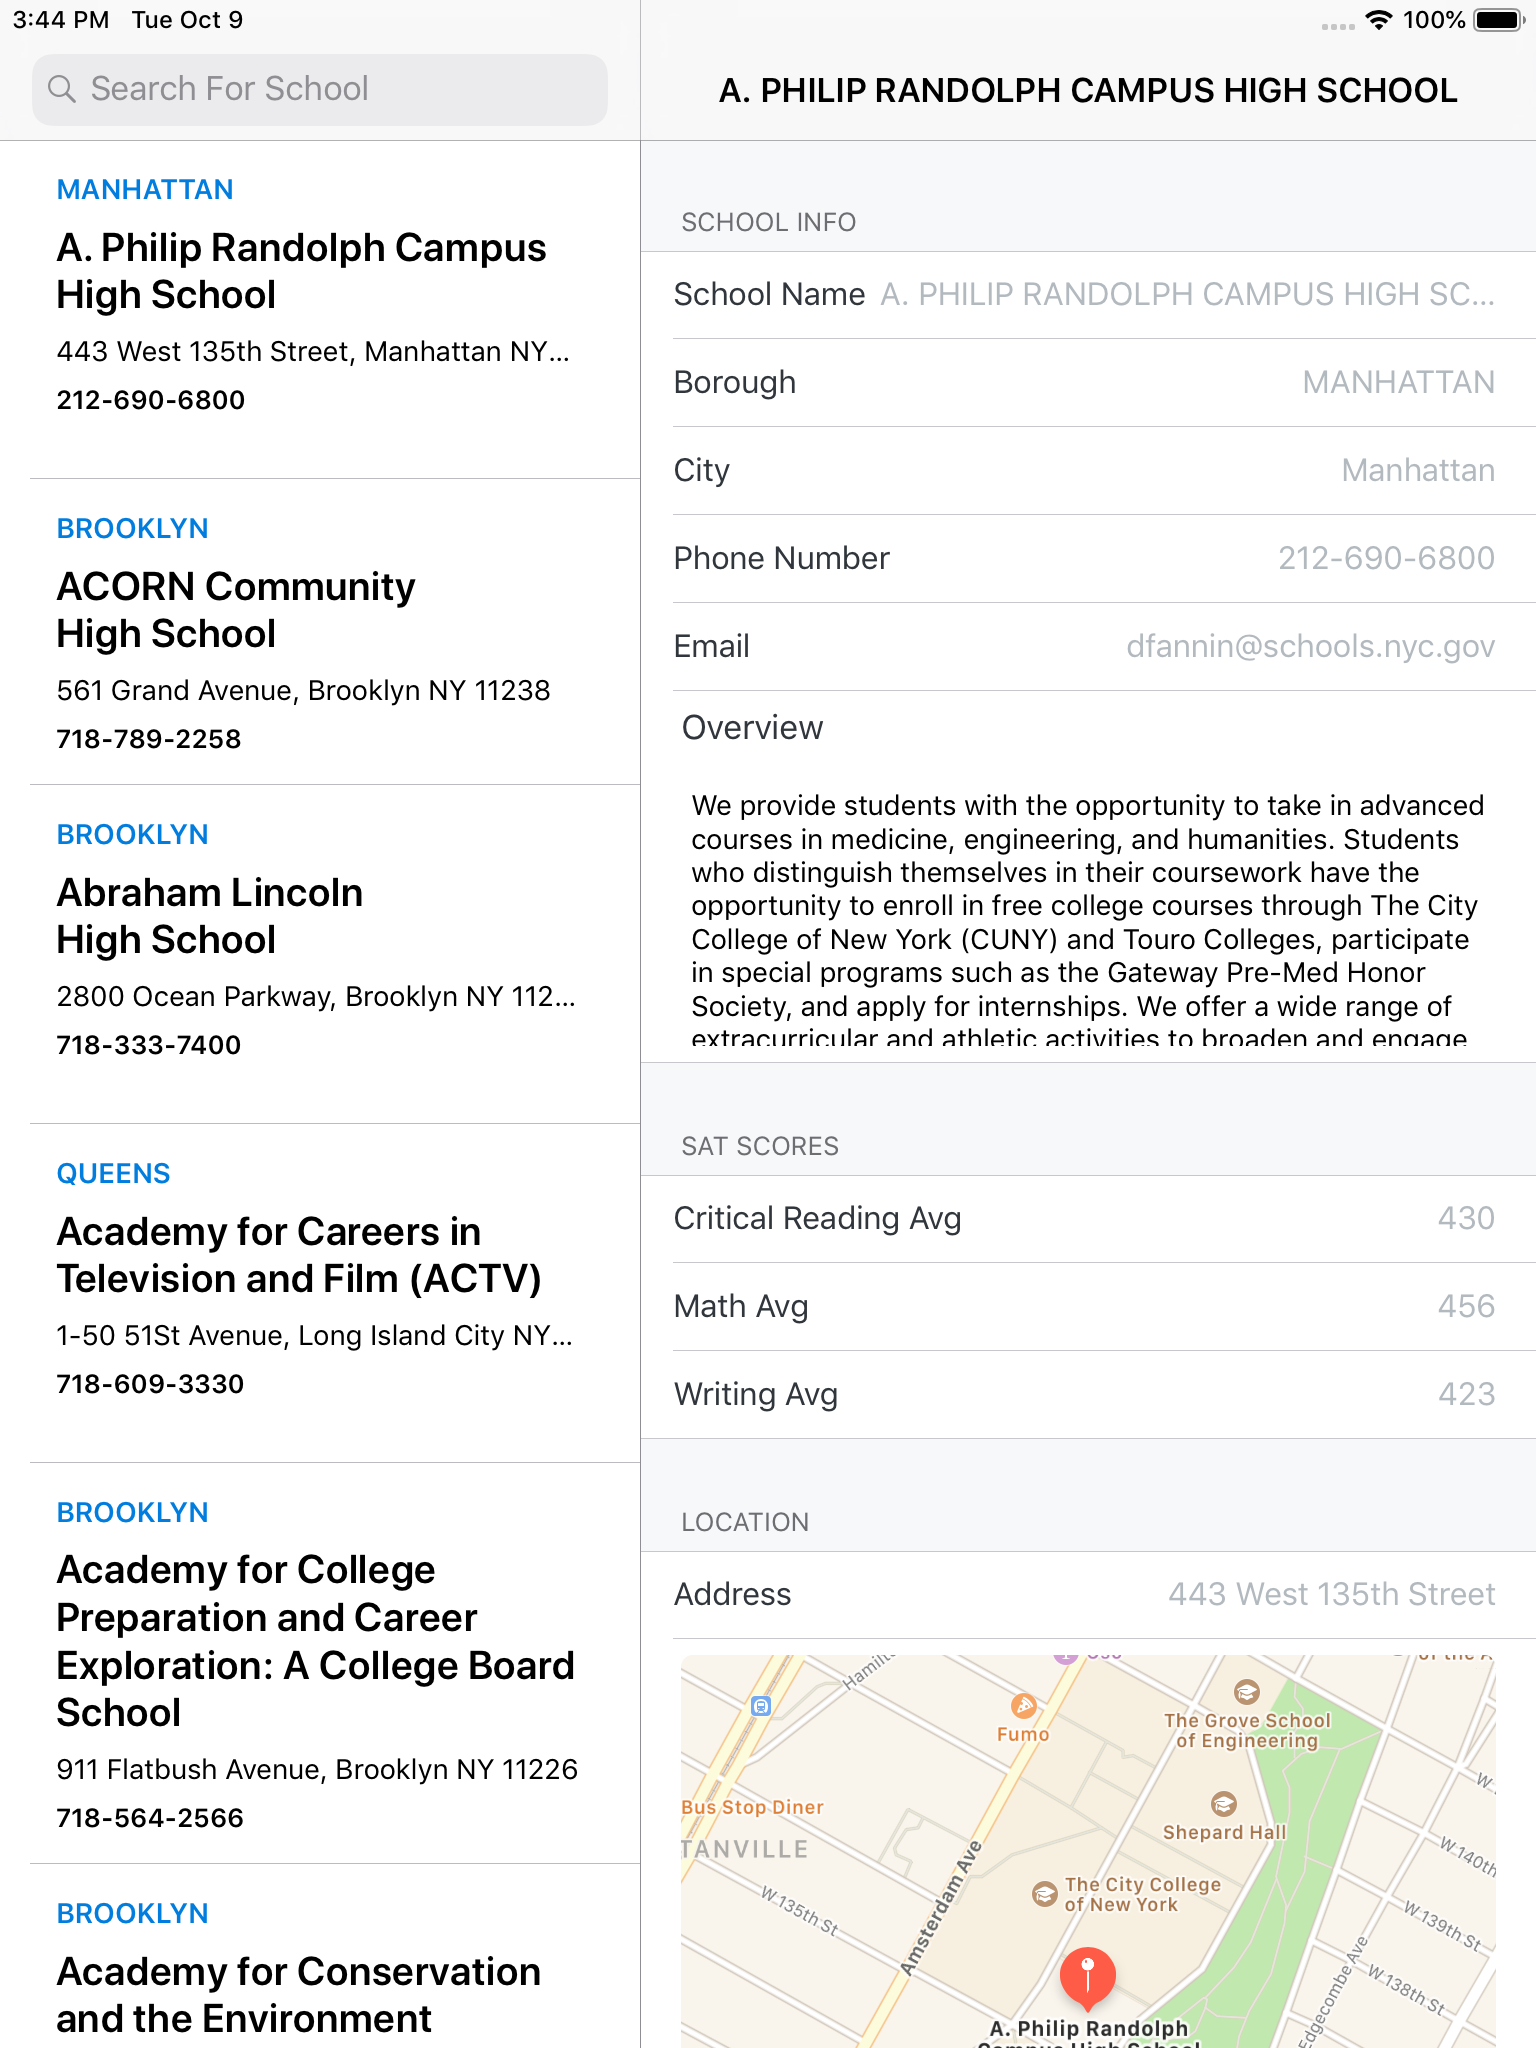 3:44 PM Tue Oct 9
100%
Search For School
MANHATTAN
A. Philip Randolph Campus
High School
443 West 135th Street, Manhattan NY...
212-690-6800
BROOKLYN
ACORN Community
High School
561 Grand Avenue, Brooklyn NY 11238
718-789-2258
BROOKLYN
Abraham Lincoln
High School
2800 Ocean Parkway, Brooklyn NY 112...
718-333-7400
QUEENS
Academy for Careers in
Television and Film (ACTV)
1-50 51St Avenue, Long Island City NY...
718-609-3330
BROOKLYN
Academy for College
Preparation and Career
Exploration: A College Board
School
911 Flatbush Avenue, Brooklyn NY 11226
718-564-2566
BROOKLYN
Academy for Conservation
and the Environment
A. PHILIP RANDOLPH CAMPUS HIGH SCHOOL
SCHOOL INFO
School Name A. PHILIP RANDOLPH CAMPUS HIGH SC...
Borough MANHATTAN
City Manhattan
Phone Number 212-690-6800
Email dfannin@schools.nyc.gov
Overview
We provide students with the opportunity to take in advanced
courses in medicine, engineering, and humanities. Students
who distinguish themselves in their coursework have the
opportunity to enroll in free college courses through The City
College of New York (CUNY) and Touro Colleges, participate
in special programs such as the Gateway Pre-Med Honor
Society, and apply for internships. We offer a wide range of
extracurricular and athletic activities to broaden and engage
SAT SCORES
Critical Reading Avg 430
Math Avg 456
Writing Avg 423
LOCATION
Address 443 West 135th Street
of the A
Hamilt
Fumo
The Grove School
of Engineering
W.
Bus Stop Diner
Shepard Hall
TANVILLE
W 140th
Amsterdam Ave
The City College
of New York
W 135th St
W 139th St
W 138th St
Edgecombe Ave
A. Philip Randolph
Campus High School